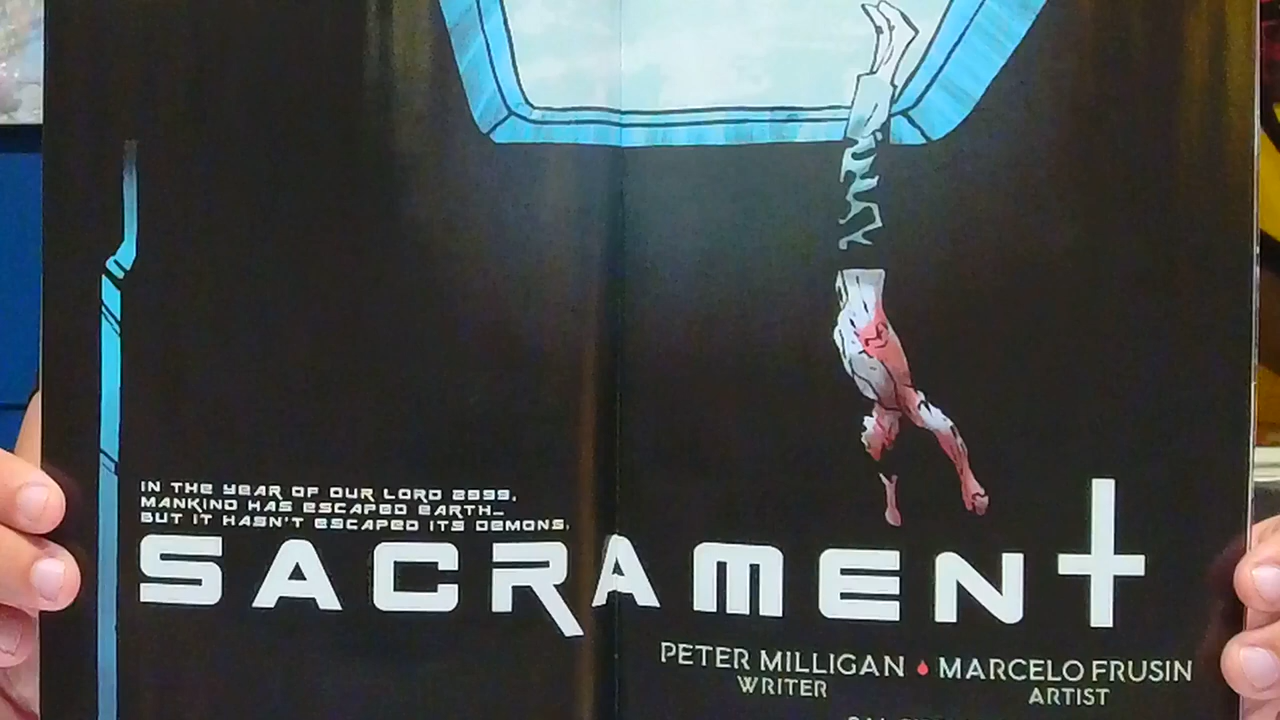 IN THE YEAR OF OUR LORD 2999,
MANKIND HAS ESCAPED EARTH...
BUT IT HASN'T ESCAPED ITS DEMONS.
SACRAMENT
PETER MILLIGAN MARCELO FRUSIN
WRITER ARTIST